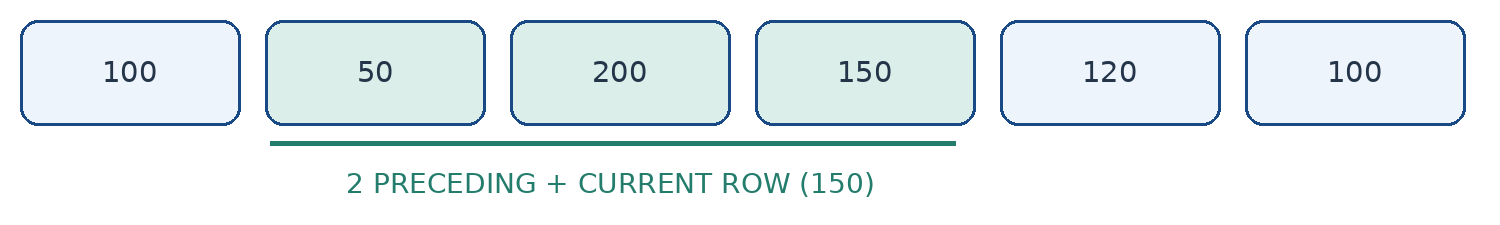 100 50 200 150 120 100
2 PRECEDING + CURRENT ROW (150)